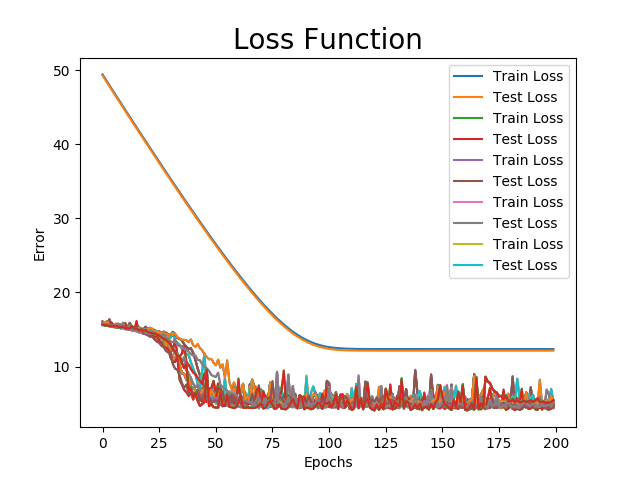 Loss Function
50
40
30
20
10
Error
0
25
50
75
100
125
150
175
200
Epochs
Train Loss
Test Loss
Train Loss
Test Loss
Train Loss
Test Loss
Train Loss
Test Loss
Train Loss
Test Loss